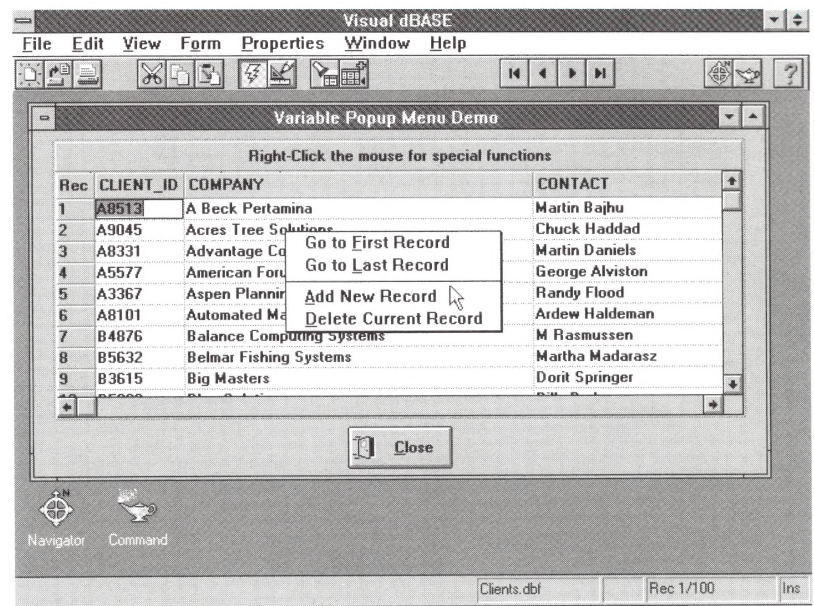 Visual dBASE
File Edit View Form Properties Window Help
Variable Popup Menu Demo
Right-Click the mouse for special functions
Rec CLIENT_ID COMPANY CONTACT
1 A8513 A Beck Pertamina Martin Bajhu
2 A9045 Acres Tree Solutions Chuck Haddad
3 A8331 Advantage Martin Daniels
4 A5577 American George Alviston
5 A3367 Aspen Randy Flood
6 A8101 Automated Ardew Haldeman
7 B4876 Balance Computing Systems M Rasmussen
8 B5632 Belmar Fishing Systems Martha Madarasz
9 B3615 Big Masters Dorit Springer
Go to First Record
Go to Last Record
Add New Record
Delete Current Record
Close
N
Navigator Command
Clients.dbf Rec 1/100 Ins